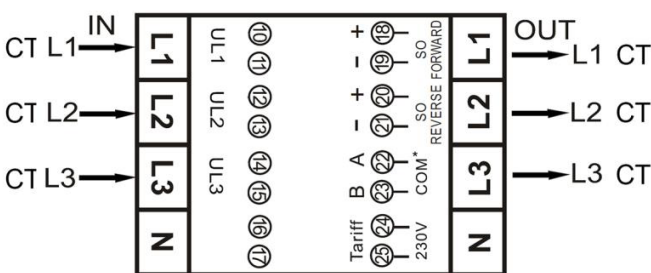 IN
OUT
CT L1
L1
UL1
10
11
+ 18
- 19
SO
FORWARD
L1
L1 CT
CT L2
L2
UL2
12
13
+ 20
- 21
SO
REVERSE
L2
L2 CT
CT L3
L3
UL3
14
15
A 22
B 23
COM*
L3
L3 CT
N
16
17
Tariff
24
25
230V
N